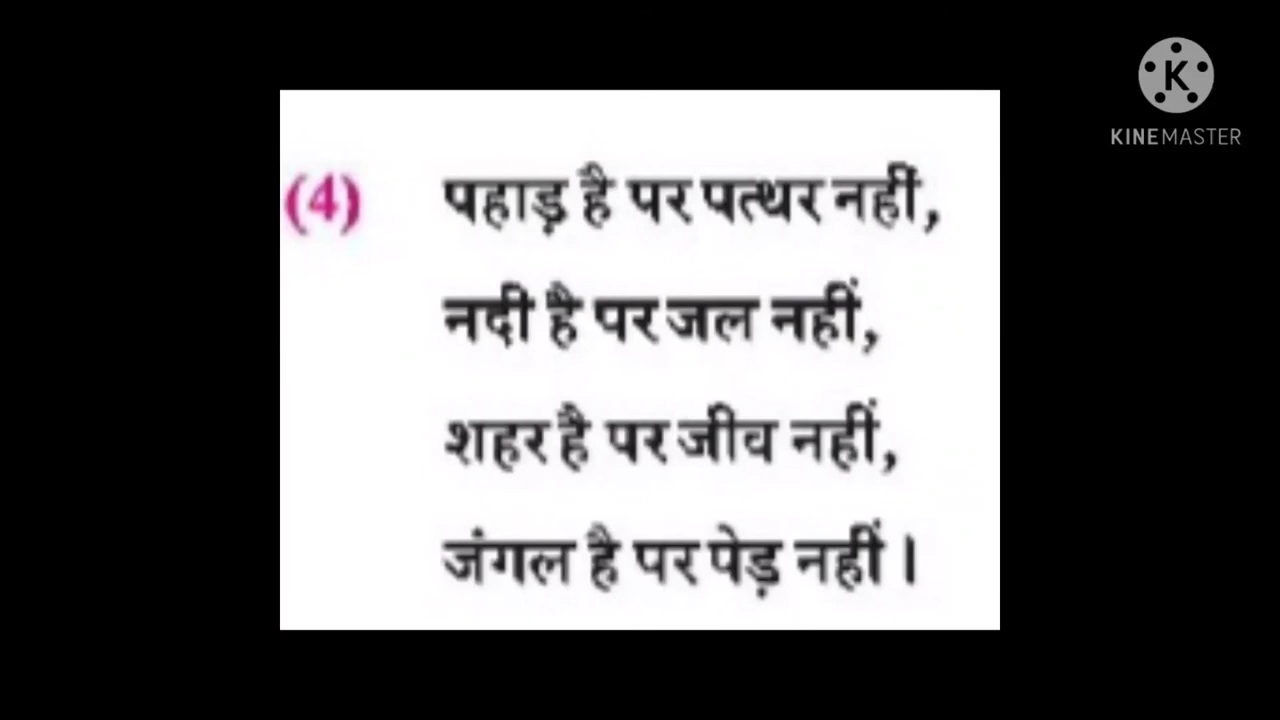 KINEMASTER
(4) पहाड़ है पर पत्थर नहीं,
नदी है पर जल नहीं,
शहर है पर जीव नहीं,
जंगल है पर पेड़ नहीं ।